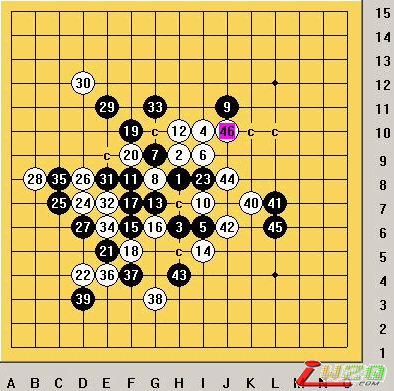 15
14
13
30 12
29 33 9 11
19 c 12 4 46 c c 10
c 20 7 2 6 9
28 35 26 31 11 8 1 23 44 8
25 24 32 17 13 c 10 40 41 7
27 34 15 16 3 5 42 45 6
21 18 c 14 5
22 36 37 43 4
39 38 3
2
1
A B C D E F G H I J K L M N